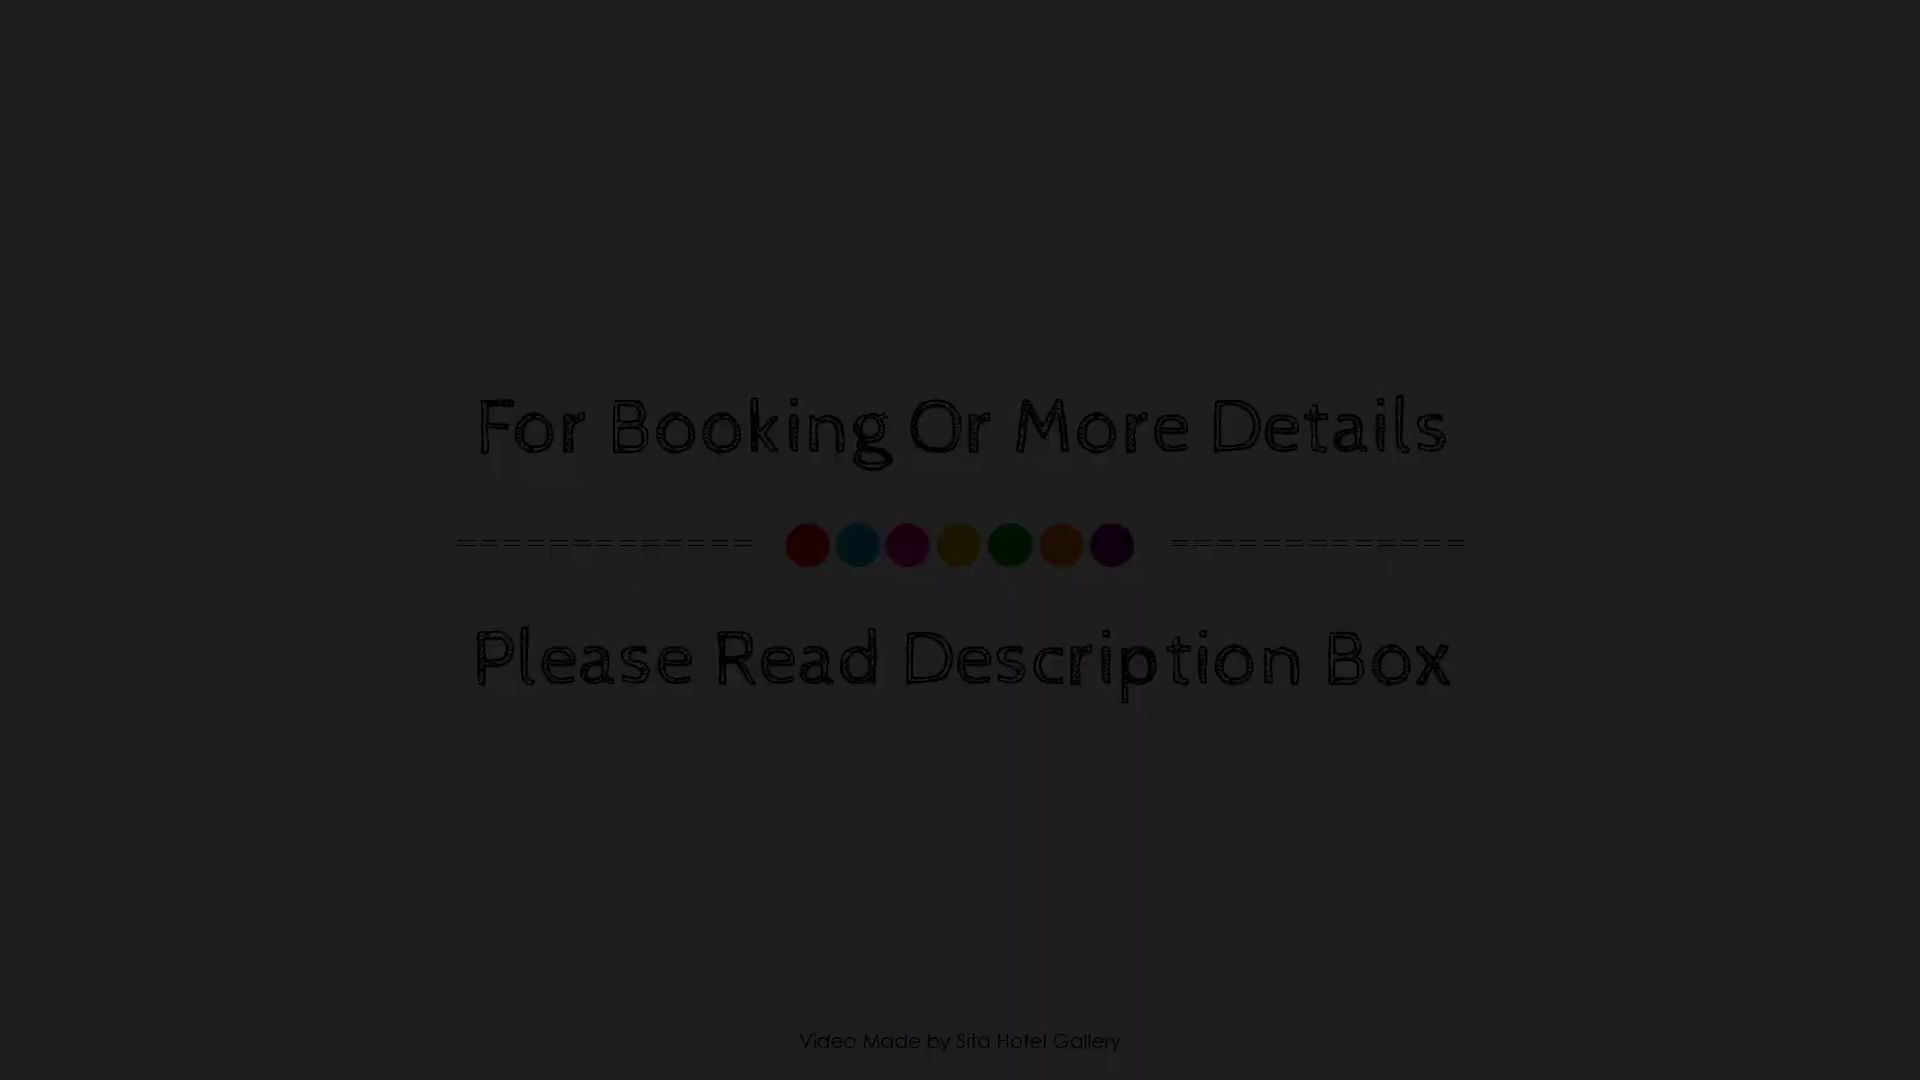 For Booking Or More Details
============= =============
Please Read Description Box
Video Made by Sita Hotel Gallery